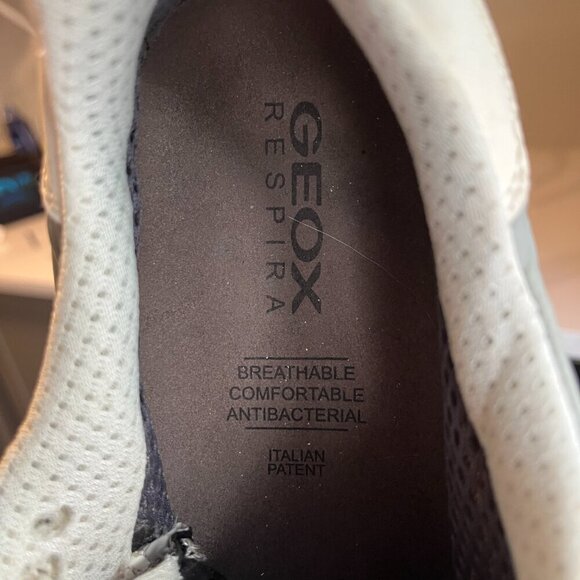 GEOX
RESPIRA
BREATHABLE
COMFORTABLE
ANTIBACTERIAL
ITALIAN
PATENT